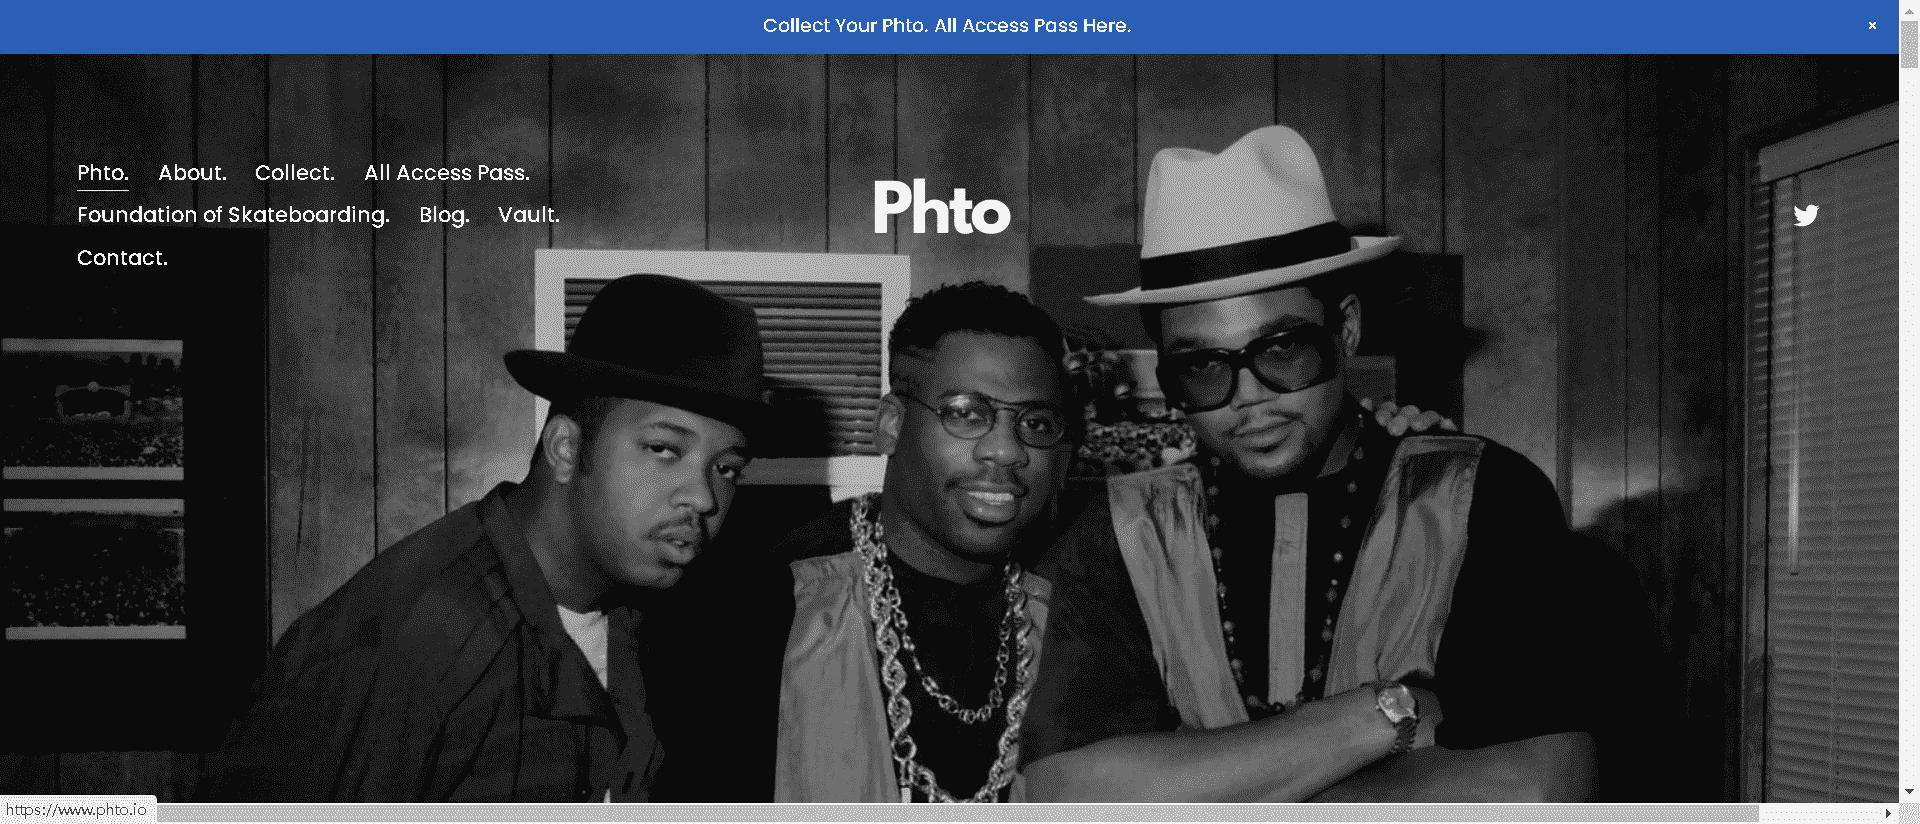 Collect Your Phto. All Access Pass Here.
×
Phto. About. Collect. All Access Pass.
Foundation of Skateboarding. Blog. Vault.
Contact.
Phto
https://www.phto.io